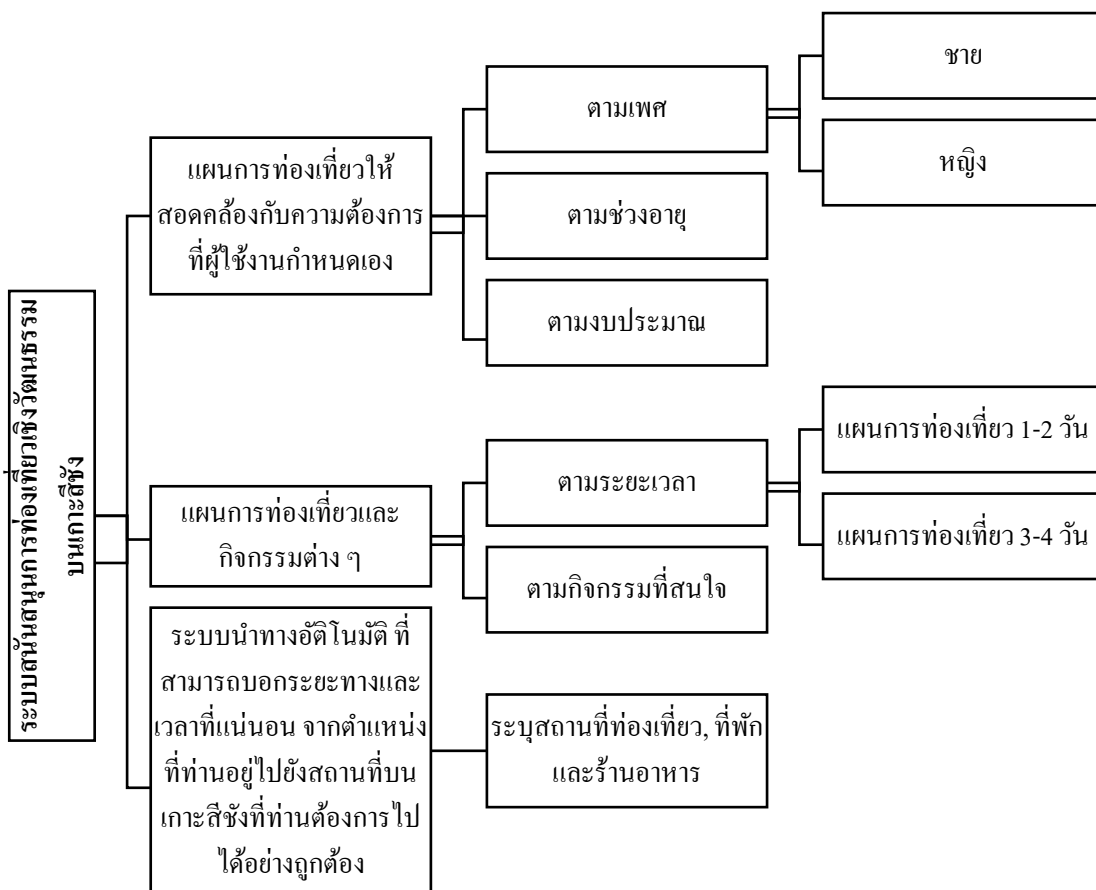 ระบบสนับสนุนการท่องเที่ยวเชิงวัฒนธรรม
บนเกาะสีชัง
แผนการท่องเที่ยวให้
สอดคล้องกับความต้องการ
ที่ผู้ใช้งานกำหนดเอง
ตามเพศ
ชาย
หญิง
ตามช่วงอายุ
ตามงบประมาณ
แผนการท่องเที่ยวและ
กิจกรรมต่าง ๆ
ตามระยะเวลา
แผนการท่องเที่ยว 1-2 วัน
แผนการท่องเที่ยว 3-4 วัน
ตามกิจกรรมที่สนใจ
ระบบนำทางอัติโนมัติ ที่
สามารถบอกระยะทางและ
เวลาที่แน่นอน จากตำแหน่ง
ที่ท่านอยู่ไปยังสถานที่บน
เกาะสีชังที่ท่านต้องการไป
ได้อย่างถูกต้อง
ระบุสถานที่ท่องเที่ยว, ที่พัก
และร้านอาหาร